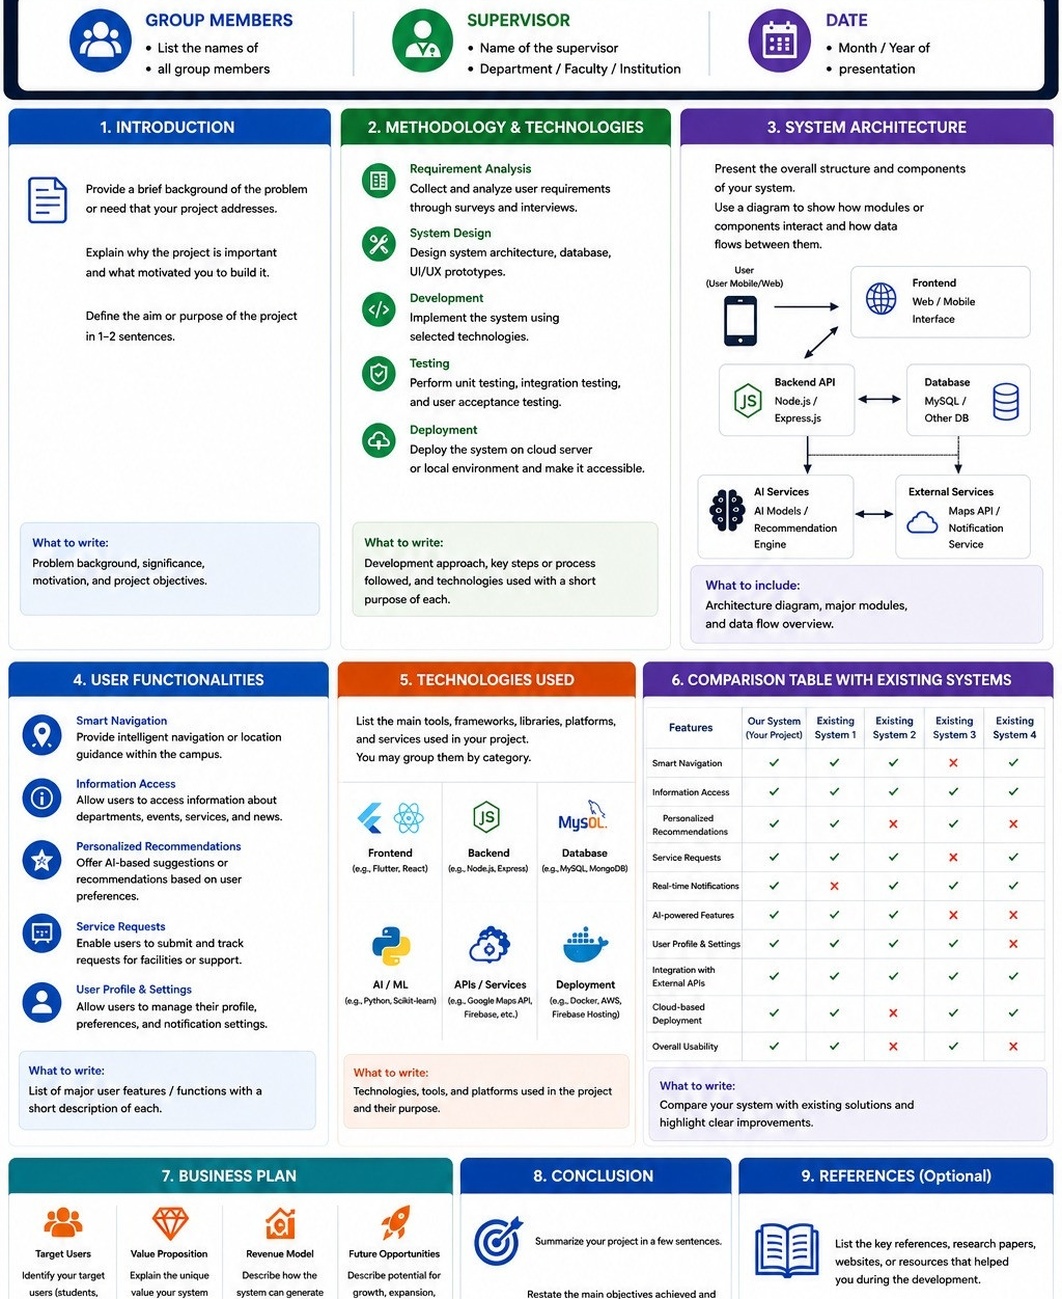 GROUP MEMBERS
• List the names of
• all group members
SUPERVISOR
• Name of the supervisor
• Department / Faculty / Institution
DATE
• Month / Year of
• presentation
1. INTRODUCTION
Provide a brief background of the problem
or need that your project addresses.
Explain why the project is important
and what motivated you to build it.
Define the aim or purpose of the project
in 1–2 sentences.
What to write:
Problem background, significance,
motivation, and project objectives.
2. METHODOLOGY & TECHNOLOGIES
Requirement Analysis
Collect and analyze user requirements
through surveys and interviews.
System Design
Design system architecture, database,
UI/UX prototypes.
Development
Implement the system using
selected technologies.
Testing
Perform unit testing, integration testing,
and user acceptance testing.
Deployment
Deploy the system on cloud server
or local environment and make it accessible.
What to write:
Development approach, key steps or process
followed, and technologies used with a short
purpose of each.
3. SYSTEM ARCHITECTURE
Present the overall structure and components
of your system.
Use a diagram to show how modules or
components interact and how data
flows between them.
User
(User Mobile/Web)
Frontend
Web / Mobile
Interface
JS
Backend API
Node.js /
Express.js
Database
MySQL /
Other DB
AI Services
AI Models /
Recommendation
Engine
External Services
Maps API /
Notification
Service
What to include:
Architecture diagram, major modules,
and data flow overview.
4. USER FUNCTIONALITIES
Smart Navigation
Provide intelligent navigation or location
guidance within the campus.
Information Access
Allow users to access information about
departments, events, services, and news.
Personalized Recommendations
Offer AI-based suggestions or
recommendations based on user
preferences.
Service Requests
Enable users to submit and track
requests for facilities or support.
User Profile & Settings
Allow users to manage their profile,
preferences, and notification settings.
What to write:
List of major user features / functions with a
short description of each.
5. TECHNOLOGIES USED
List the main tools, frameworks, libraries, platforms,
and services used in your project.
You may group them by category.
Frontend
(e.g., Flutter, React)
JS
Backend
(e.g., Node.js, Express)
MySQL.
Database
(e.g., MySQL, MongoDB)
AI / ML
(e.g., Python, Scikit-learn)
APIs / Services
(e.g., Google Maps API,
Firebase, etc.)
Deployment
(e.g., Docker, AWS,
Firebase Hosting)
What to write:
Technologies, tools, and platforms used in the project
and their purpose.
6. COMPARISON TABLE WITH EXISTING SYSTEMS
Features Our System (Your Project) Existing System 1 Existing System 2 Existing System 3 Existing System 4
Smart Navigation ✓ ✓ ✓ ✗ ✓
Information Access ✓ ✓ ✓ ✓ ✓
Personalized Recommendations ✓ ✓ ✗ ✓ ✗
Service Requests ✓ ✓ ✓ ✗ ✓
Real-time Notifications ✓ ✗ ✓ ✓ ✓
AI-powered Features ✓ ✓ ✓ ✗ ✗
User Profile & Settings ✓ ✓ ✓ ✓ ✗
Integration with External APIs ✓ ✓ ✓ ✓ ✓
Cloud-based Deployment ✓ ✓ ✗ ✓ ✓
Overall Usability ✓ ✓ ✗ ✓ ✗
What to write:
Compare your system with existing solutions and
highlight clear improvements.
7. BUSINESS PLAN
Target Users
Identify your target
users (students,
Value Proposition
Explain the unique
value your system
Revenue Model
Describe how the
system can generate
Future Opportunities
Describe potential for
growth, expansion,
8. CONCLUSION
Summarize your project in a few sentences.
Restate the main objectives achieved and
9. REFERENCES (Optional)
List the key references, research papers,
websites, or resources that helped
you during the development.